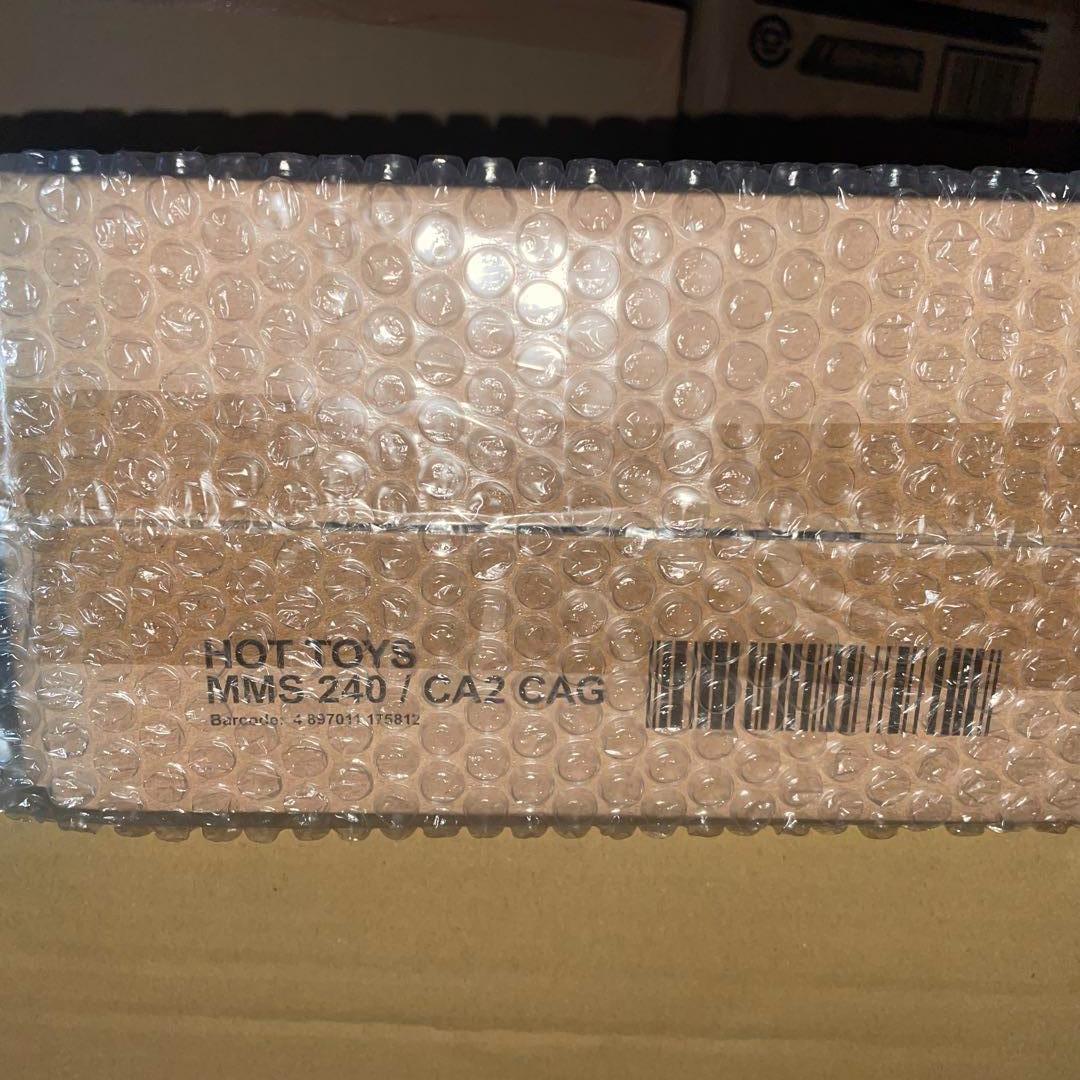 HOT TOYS
MMS 240 / CA2 CAG
Barcode: 4 897011 175812